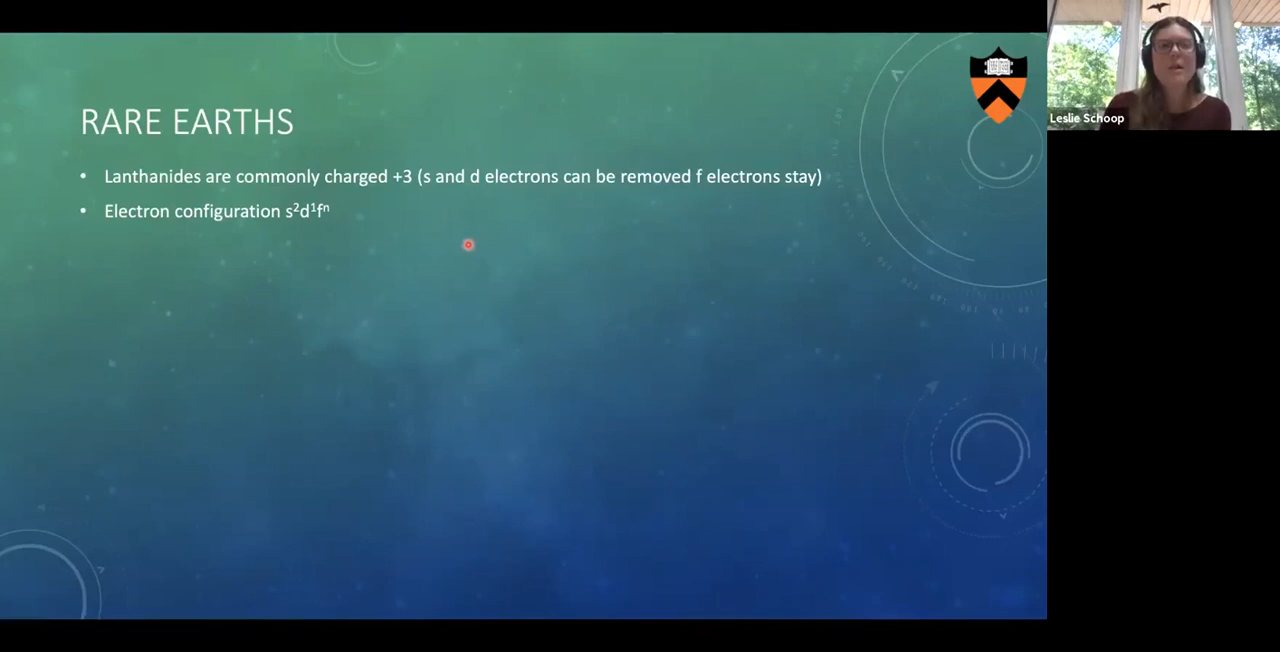 RARE EARTHS
• Lanthanides are commonly charged +3 (s and d electrons can be removed f electrons stay)
• Electron configuration s²d¹fⁿ
Leslie Schoop